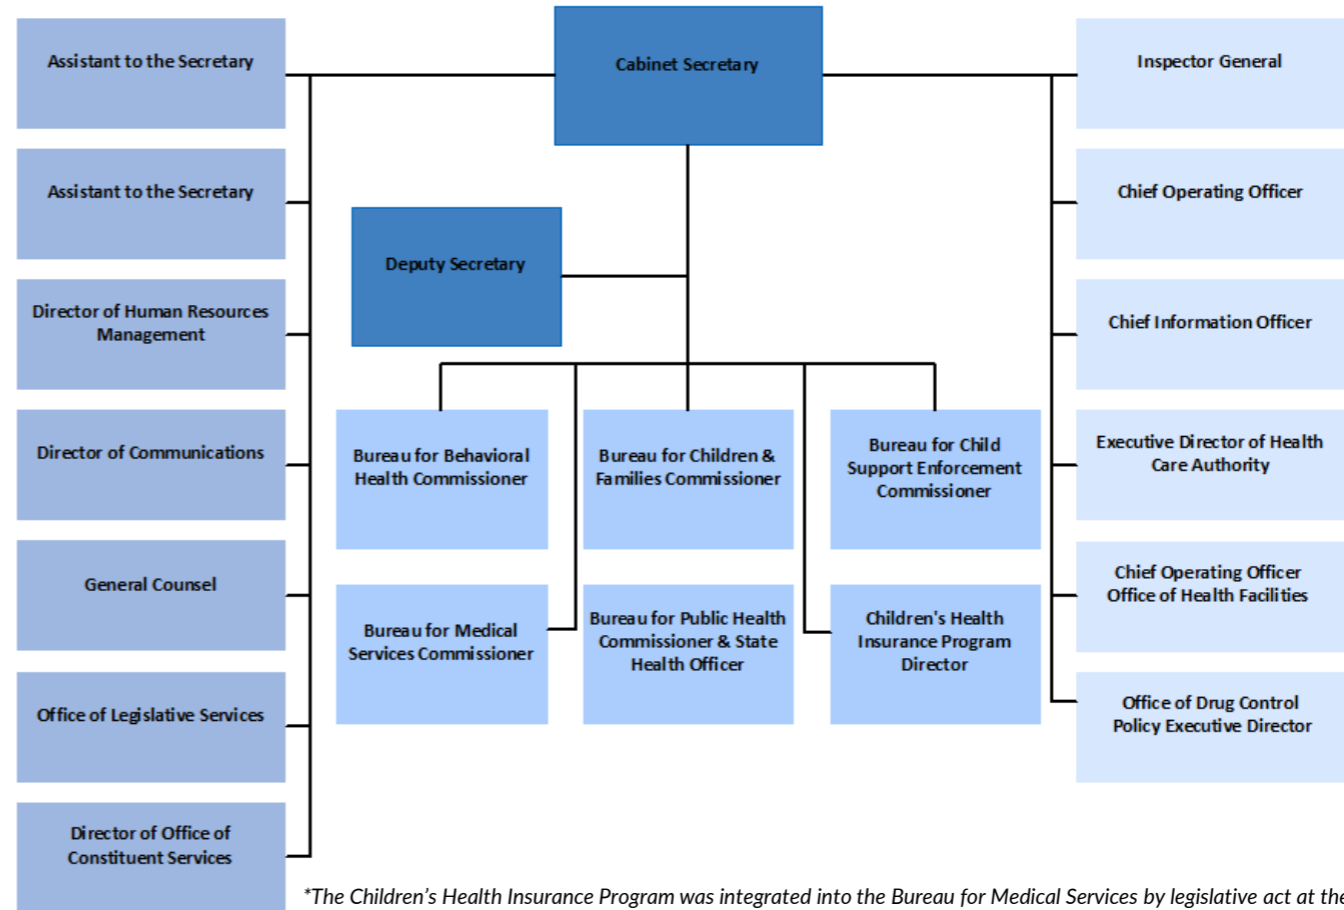 Assistant to the Secretary
Assistant to the Secretary
Director of Human Resources
Management
Director of Communications
General Counsel
Office of Legislative Services
Director of Office of
Constituent Services
Cabinet Secretary
Deputy Secretary
Bureau for Behavioral
Health Commissioner
Bureau for Children &
Families Commissioner
Bureau for Child
Support Enforcement
Commissioner
Bureau for Medical
Services Commissioner
Bureau for Public Health
Commissioner & State
Health Officer
Children's Health
Insurance Program
Director
Inspector General
Chief Operating Officer
Chief Information Officer
Executive Director of Health
Care Authority
Chief Operating Officer
Office of Health Facilities
Office of Drug Control
Policy Executive Director
*The Children’s Health Insurance Program was integrated into the Bureau for Medical Services by legislative act at the